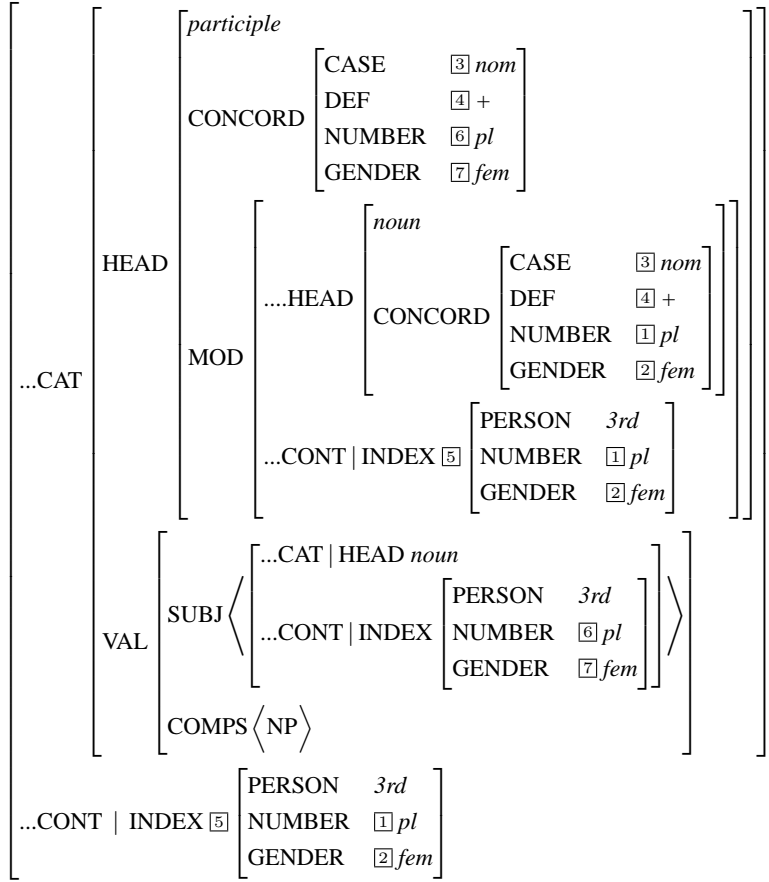 participle
CASE 3 nom
DEF 4 +
CONCORD
NUMBER 6 pl
GENDER 7 fem
noun
HEAD
CASE 3 nom
....HEAD
DEF 4 +
CONCORD
NUMBER 1 pl
MOD
GENDER 2 fem
...CAT
PERSON 3rd
...CONT | INDEX 5 NUMBER 1 pl
GENDER 2 fem
...CAT | HEAD noun
SUBJ
PERSON 3rd
...CONT | INDEX NUMBER 6 pl
VAL
GENDER 7 fem
COMPS ⟨NP⟩
PERSON 3rd
...CONT | INDEX 5 NUMBER 1 pl
GENDER 2 fem